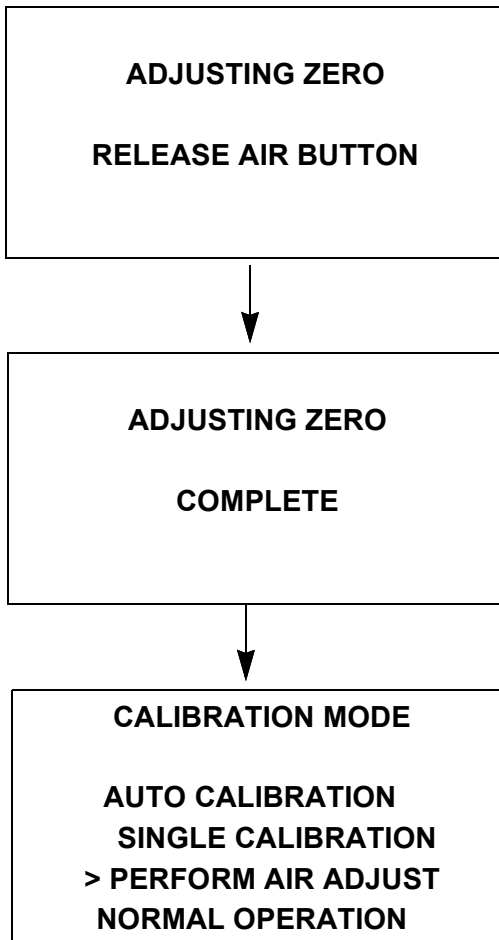 ADJUSTING ZERO
RELEASE AIR BUTTON
ADJUSTING ZERO
COMPLETE
CALIBRATION MODE
AUTO CALIBRATION
SINGLE CALIBRATION
> PERFORM AIR ADJUST
NORMAL OPERATION